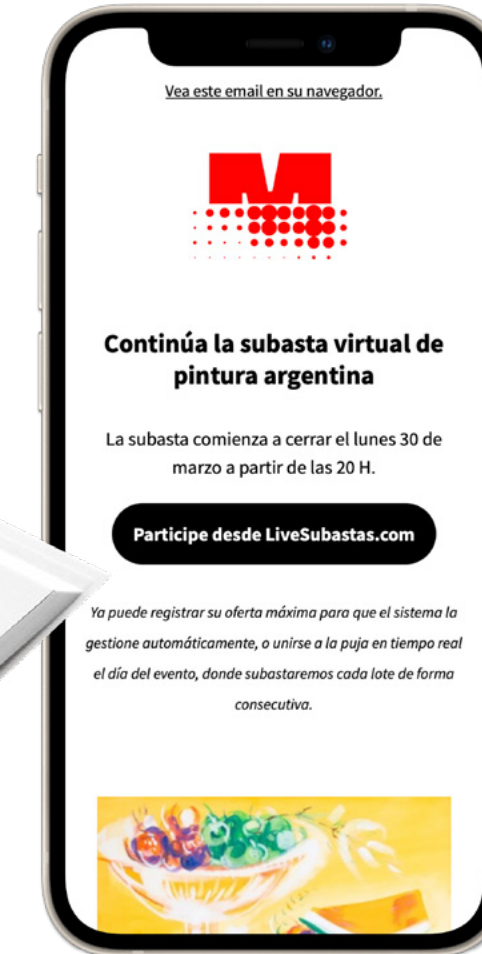 Vea este email en su navegador.
M
Continúa la subasta virtual de
pintura argentina
La subasta comienza a cerrar el lunes 30 de
marzo a partir de las 20 H.
Participe desde LiveSubastas.com
Ya puede registrar su oferta máxima para que el sistema la
gestione automáticamente, o unirse a la puja en tiempo real
el día del evento, donde subastaremos cada lote de forma
consecutiva.